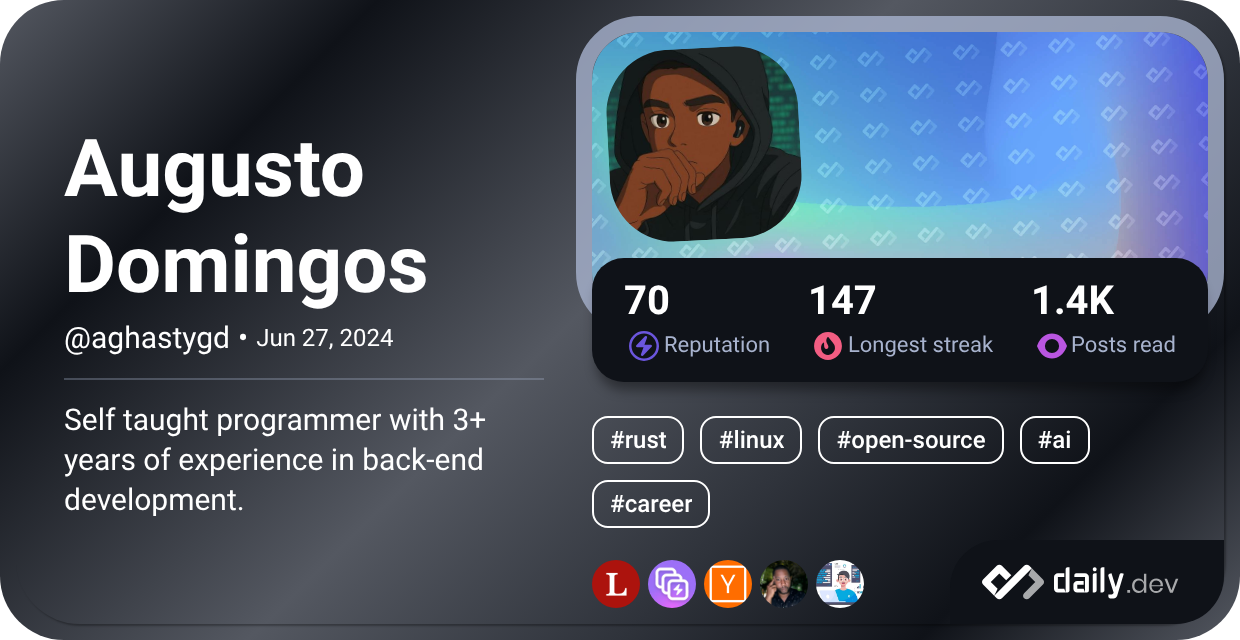 Augusto
Domingos
@aghastygd • Jun 27, 2024
Self taught programmer with 3+
years of experience in back-end
development.
70 147 1.4K
Reputation Longest streak Posts read
#rust #linux #open-source #ai
#career
L Y
daily.dev